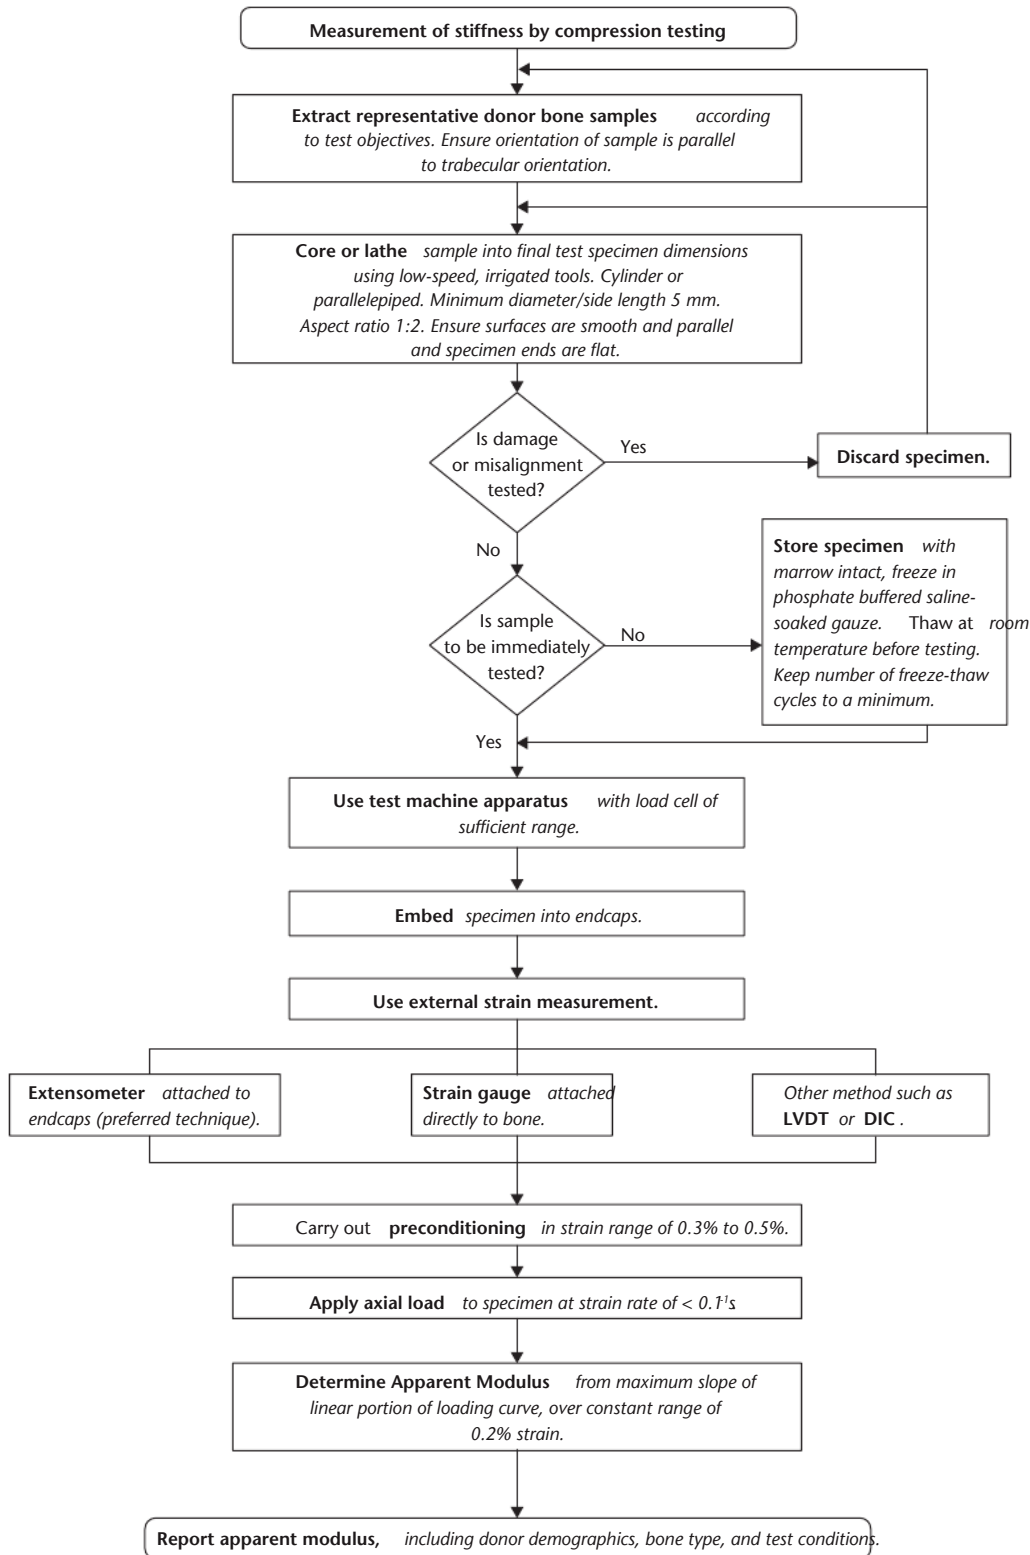 Measurement of stiffness by compression testing
Extract representative donor bone samples according
to test objectives. Ensure orientation of sample is parallel
to trabecular orientation.
Core or lathe sample into final test specimen dimensions
using low-speed, irrigated tools. Cylinder or
parallelepiped. Minimum diameter/side length 5 mm.
Aspect ratio 1:2. Ensure surfaces are smooth and parallel
and specimen ends are flat.
Is damage
or misalignment
tested?
Yes
Discard specimen.
No
Is sample
to be immediately
tested?
No
Store specimen with
marrow intact, freeze in
phosphate buffered saline-
soaked gauze. Thaw at room
temperature before testing.
Keep number of freeze-thaw
cycles to a minimum.
Yes
Use test machine apparatus with load cell of
sufficient range.
Embed specimen into endcaps.
Use external strain measurement.
Extensometer attached to
endcaps (preferred technique).
Strain gauge attached
directly to bone.
Other method such as
LVDT or DIC .
Carry out preconditioning in strain range of 0.3% to 0.5%.
Apply axial load to specimen at strain rate of < 0.1-1s
Determine Apparent Modulus from maximum slope of
linear portion of loading curve, over constant range of
0.2% strain.
Report apparent modulus, including donor demographics, bone type, and test conditions.